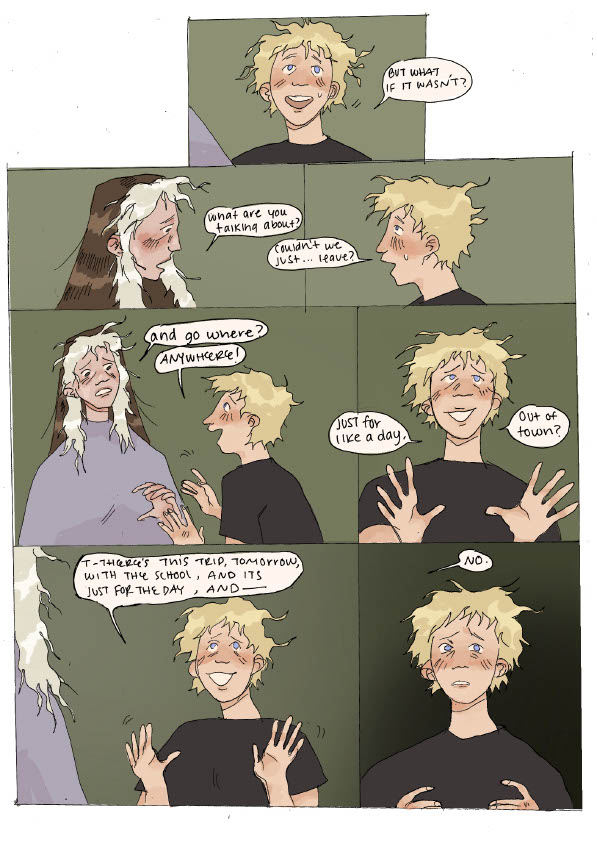 BUT WHAT
IF IT WASN'T?
What are you
talking about?
Couldn't we
just... leave?
and go where?
ANYWHERE!
JUST for
like a day.
OUT OF
town?
T-THERE'S THIS TRIP, TOMORROW,
WITH THE SCHOOL, AND ITS
JUST FOR THE DAY, AND——
NO.